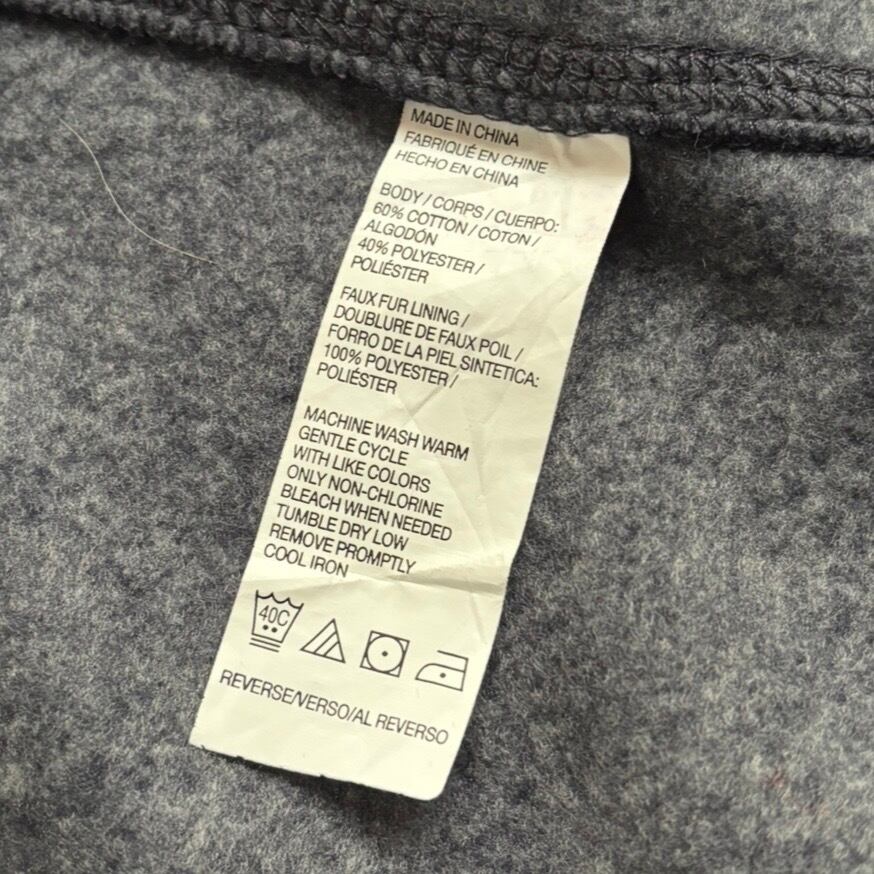 MADE IN CHINA
FABRIQUÉ EN CHINE
HECHO EN CHINA
BODY / CORPS / CUERPO:
60% COTTON / COTON /
ALGODÓN
40% POLYESTER /
POLIÉSTER
FAUX FUR LINING /
DOUBLURE DE FAUX POIL /
FORRO DE LA PIEL SINTETICA:
100% POLYESTER /
POLIÉSTER
MACHINE WASH WARM
GENTLE CYCLE
WITH LIKE COLORS
ONLY NON-CHLORINE
BLEACH WHEN NEEDED
TUMBLE DRY LOW
REMOVE PROMPTLY
COOL IRON
40C
REVERSE/VERSO/AL REVERSO